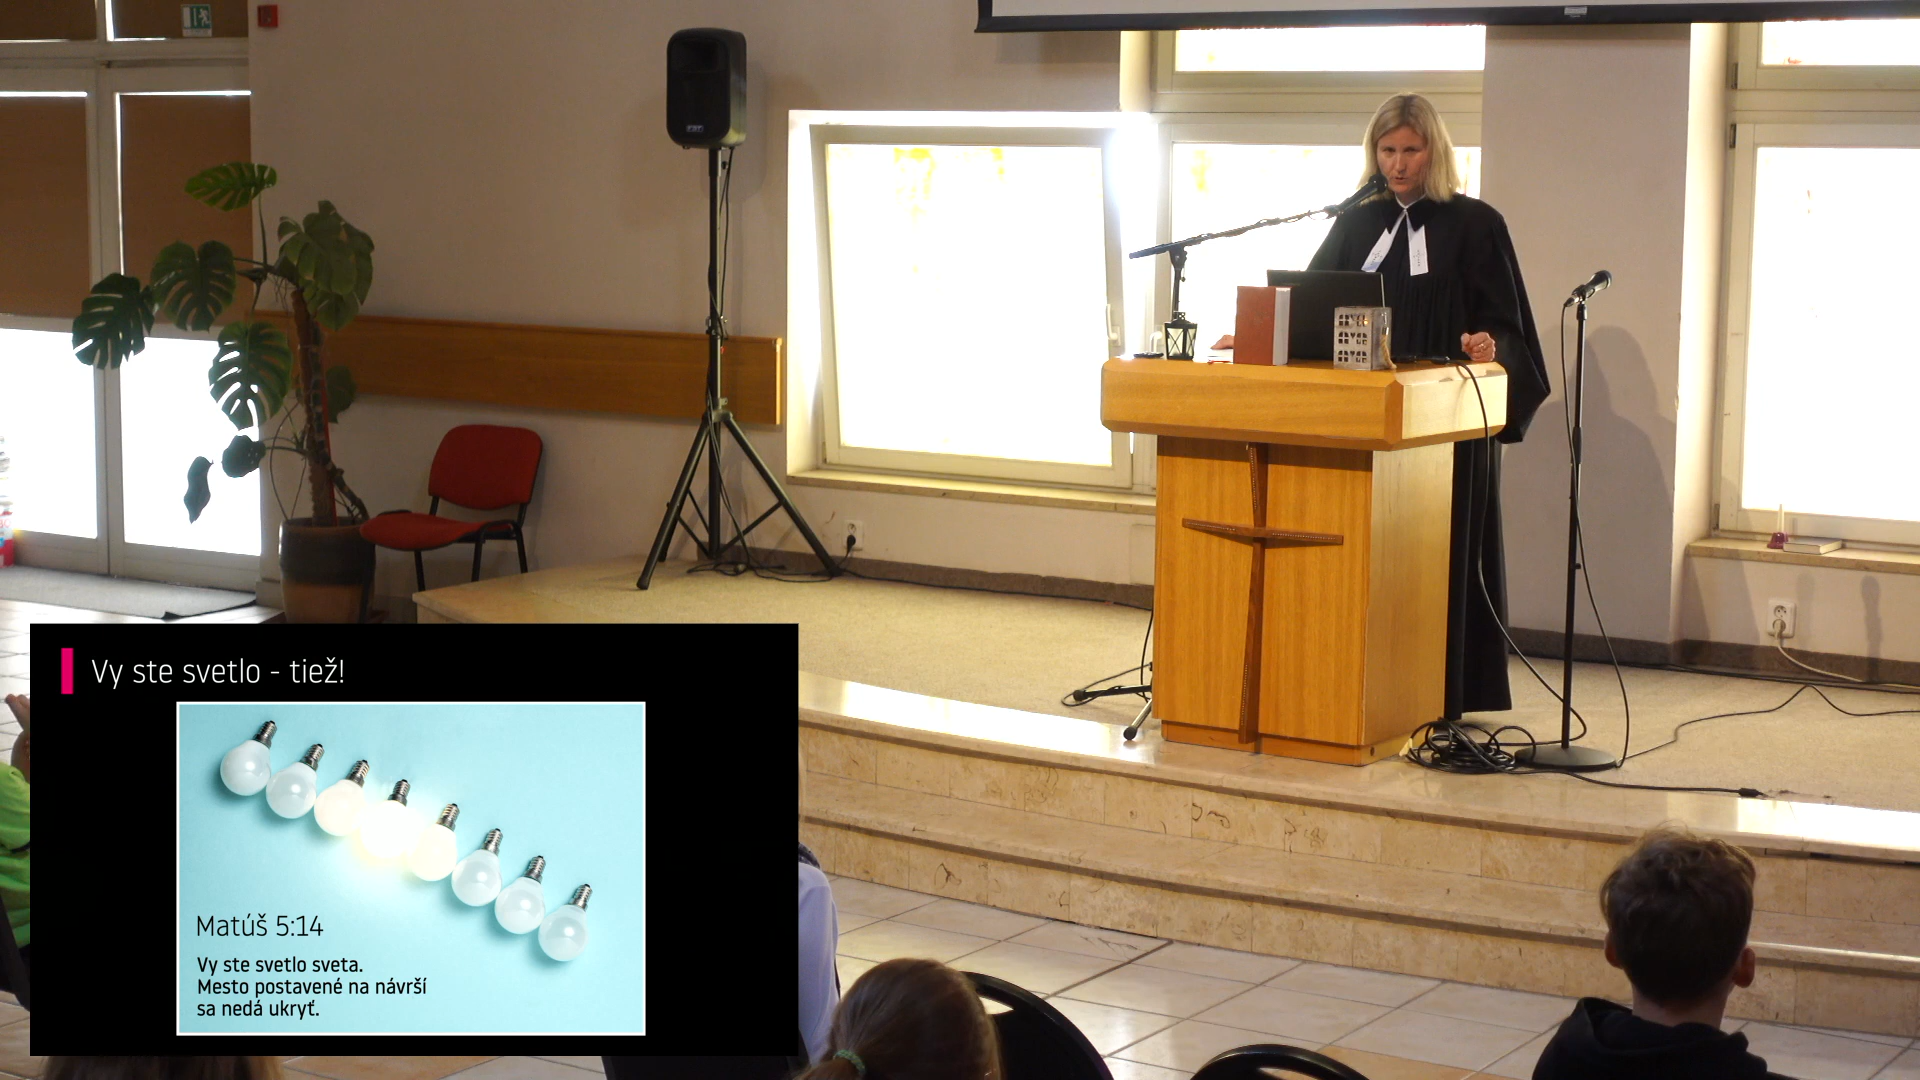 Vy ste svetlo - tiež!
Matúš 5:14
Vy ste svetlo sveta.
Mesto postavené na návrší
sa nedá ukryť.